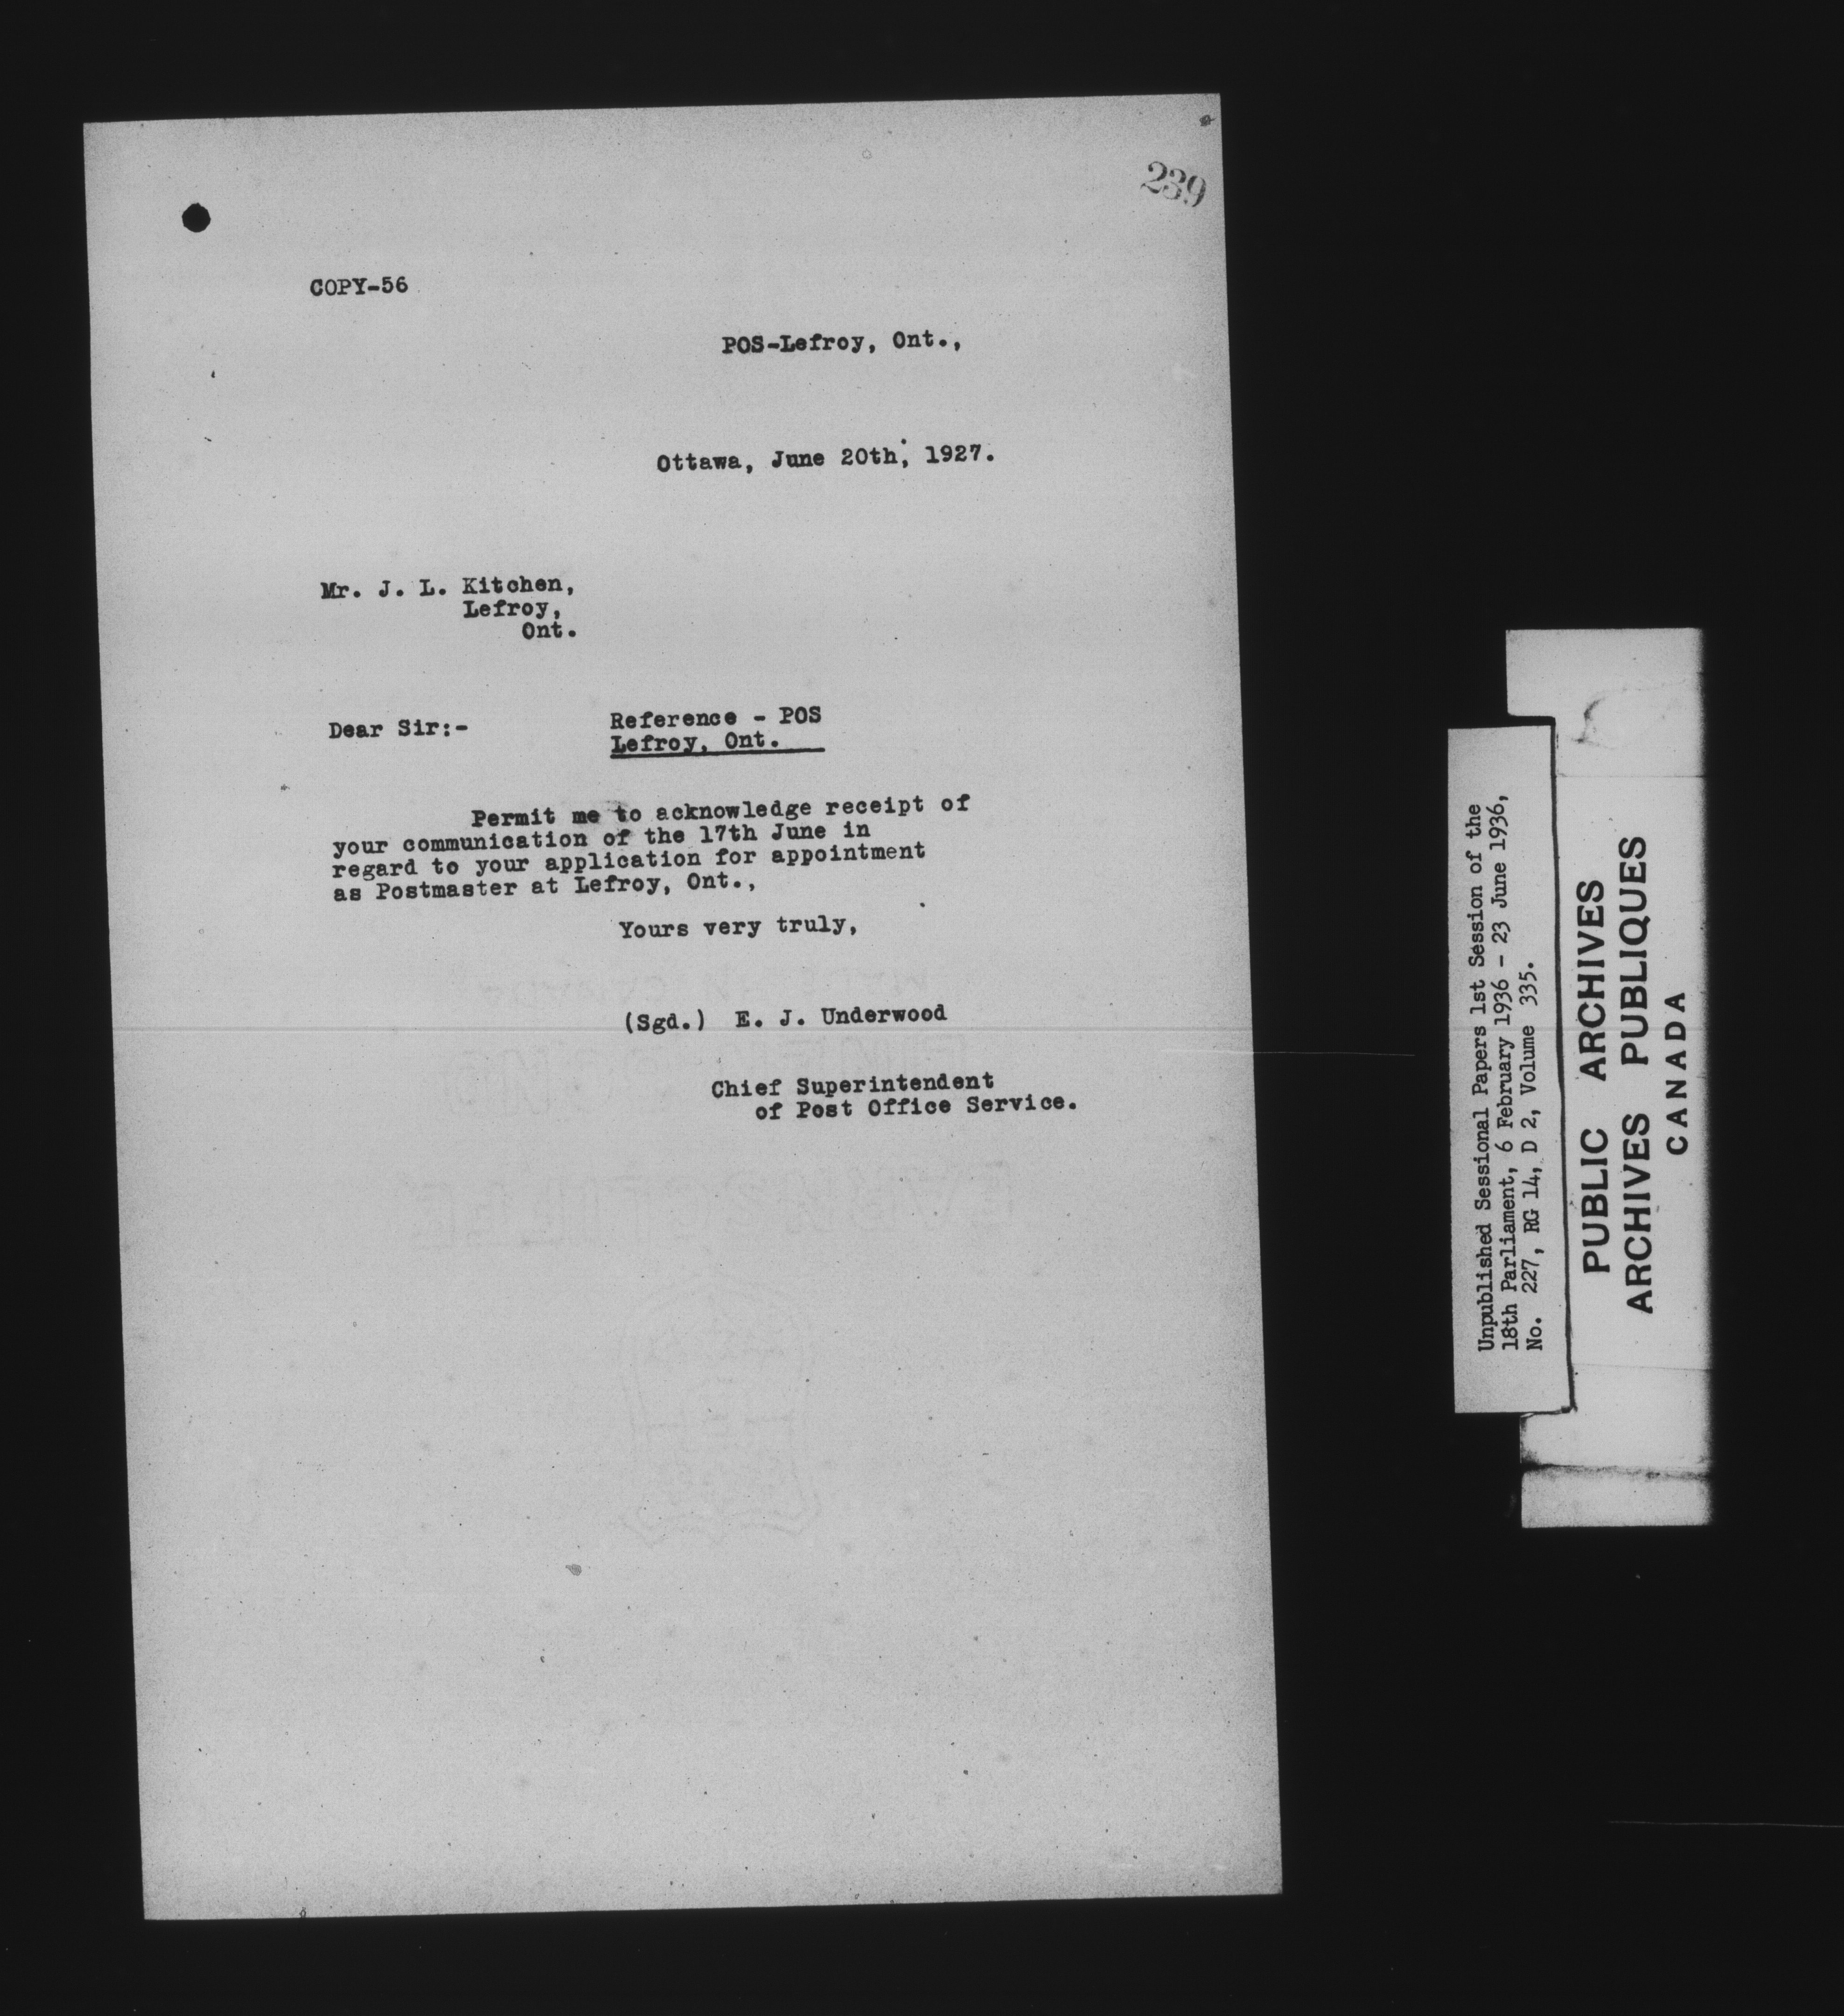 239
COPY-56
POS-Lefroy, Ont.,
Ottawa, June 20th, 1927.
Mr. J. L. Kitchen,
Lefroy,
Ont.
Dear Sir:-
Reference - POS
Lefroy, Ont.
Permit me to acknowledge receipt of
your communication of the 17th June in
regard to your application for appointment
as Postmaster at Lefroy, Ont.,
Yours very truly,
(Sgd.) E. J. Underwood
Chief Superintendent
of Post Office Service.
Unpublished Sessional Papers 1st Session of the
18th Parliament, 6 February 1936 - 23 June 1936,
No. 227, RG 14, D 2, Volume 335.
PUBLIC ARCHIVES
ARCHIVES PUBLIQUES
CANADA